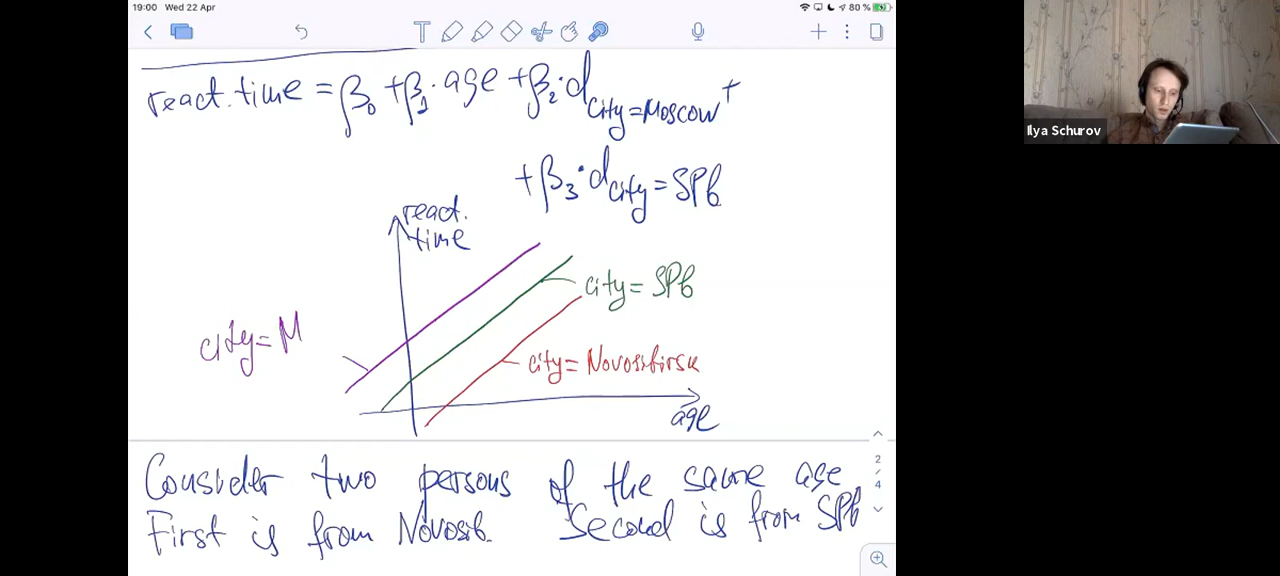 19:00 Wed 22 Apr
80 %
react. time = β₀ + β₁ · age + β₂ · d city=Moscow +
+ β₃ · d city=SPb
react.
time
city= SPb
city= M
city= Novosibirsk
age
Consider two persons of the same age
First is from Novosib. Second is from SPb
2
/
4
Ilya Schurov